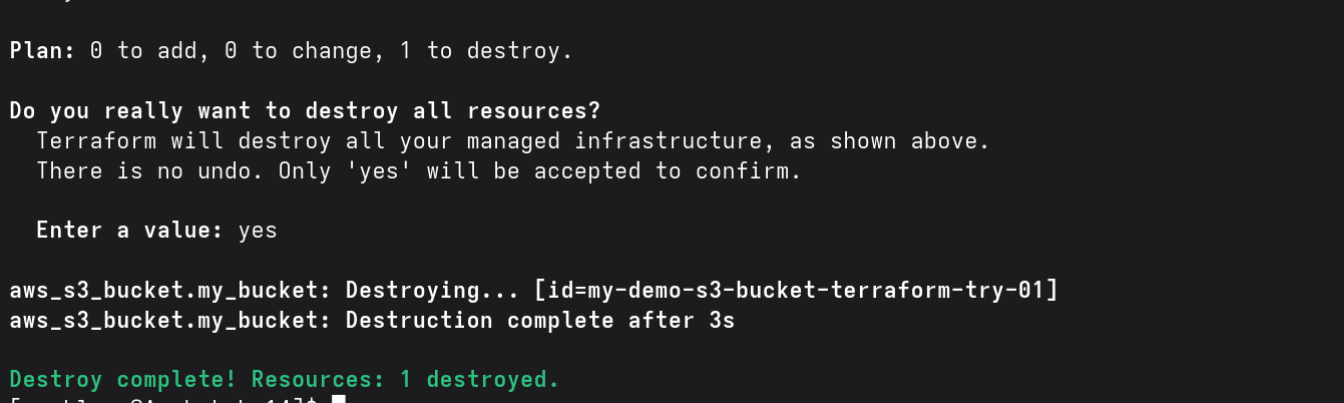 Plan: 0 to add, 0 to change, 1 to destroy.
Do you really want to destroy all resources?
Terraform will destroy all your managed infrastructure, as shown above.
There is no undo. Only 'yes' will be accepted to confirm.
Enter a value: yes
aws_s3_bucket.my_bucket: Destroying... [id=my-demo-s3-bucket-terraform-try-01]
aws_s3_bucket.my_bucket: Destruction complete after 3s
Destroy complete! Resources: 1 destroyed.